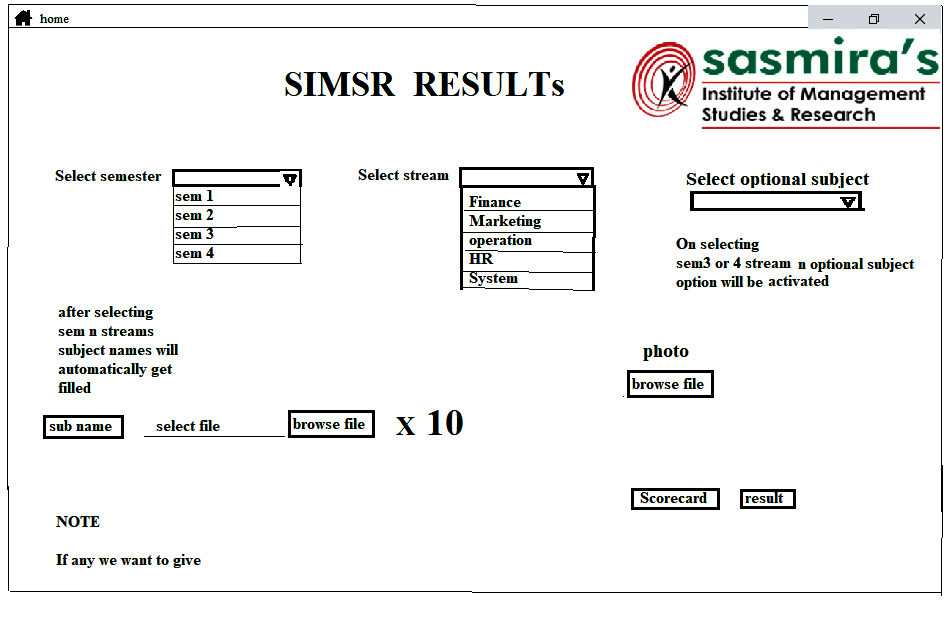 home
SIMSR RESULTs
sasmira's
Institute of Management
Studies & Research
Select semester
sem 1
sem 2
sem 3
sem 4
Select stream
Finance
Marketing
operation
HR
System
Select optional subject
On selecting
sem3 or 4 stream n optional subject
option will be activated
after selecting
sem n streams
subject names will
automatically get
filled
photo
browse file
sub name select file browse file x 10
Scorecard result
NOTE
If any we want to give